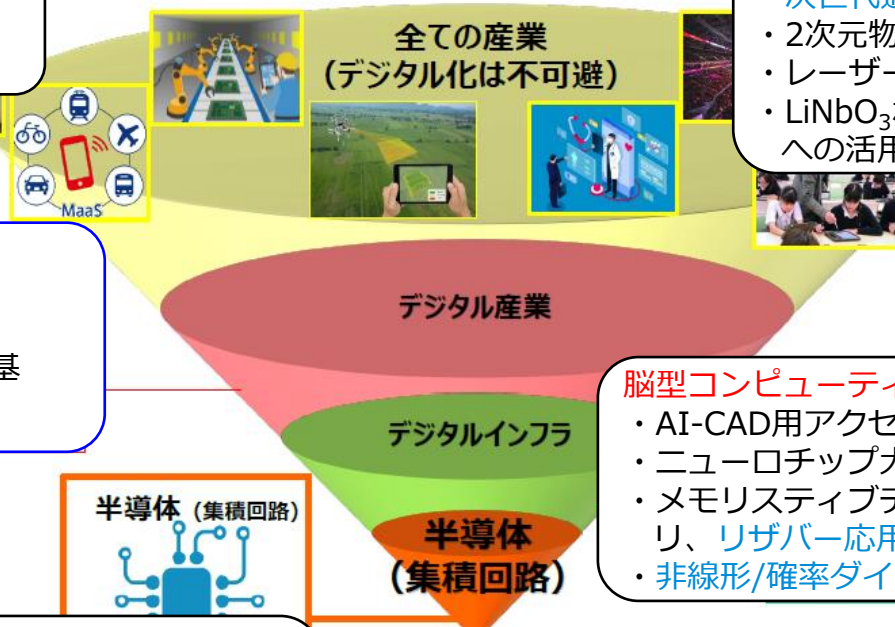 全ての産業
(デジタル化は不可避)
・2次元物
・レーザー
・LiNbO₃
への活用
MaaS
デジタル産業
基
デジタルインフラ
脳型コンピューティ
・AI-CAD用アクセ
・ニューロチップ
・メモリスティブデ
リ、リザバー応用
・非線形/確率ダイ
半導体 (集積回路)
半導体
(集積回路)